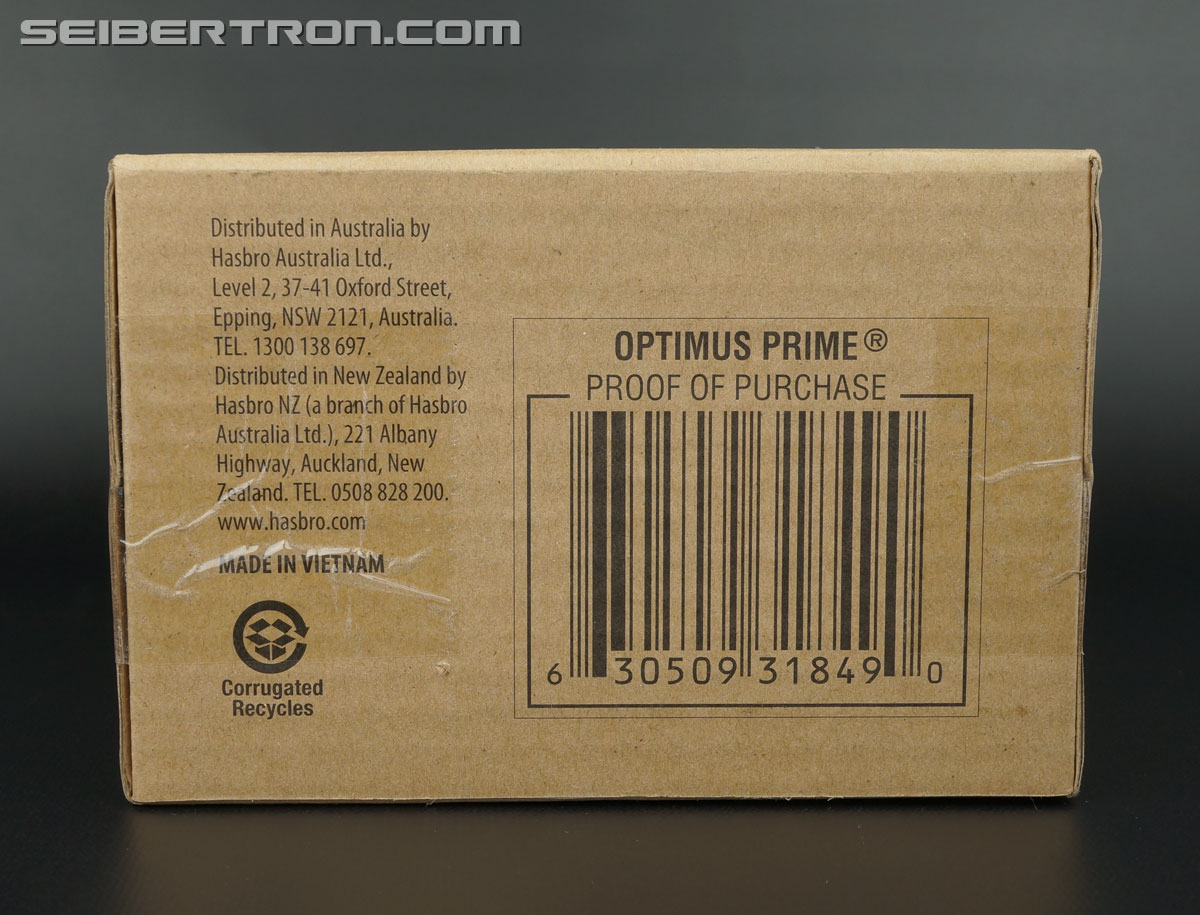 SEIBERTRON.com
Distributed in Australia by
Hasbro Australia Ltd.,
Level 2, 37-41 Oxford Street,
Epping, NSW 2121, Australia.
TEL. 1300 138 697.
Distributed in New Zealand by
Hasbro NZ (a branch of Hasbro
Australia Ltd.), 221 Albany
Highway, Auckland, New
Zealand. TEL. 0508 828 200.
www.hasbro.com
MADE IN VIETNAM
Corrugated
Recycles
OPTIMUS PRIME®
PROOF OF PURCHASE
6 30509 31849 0